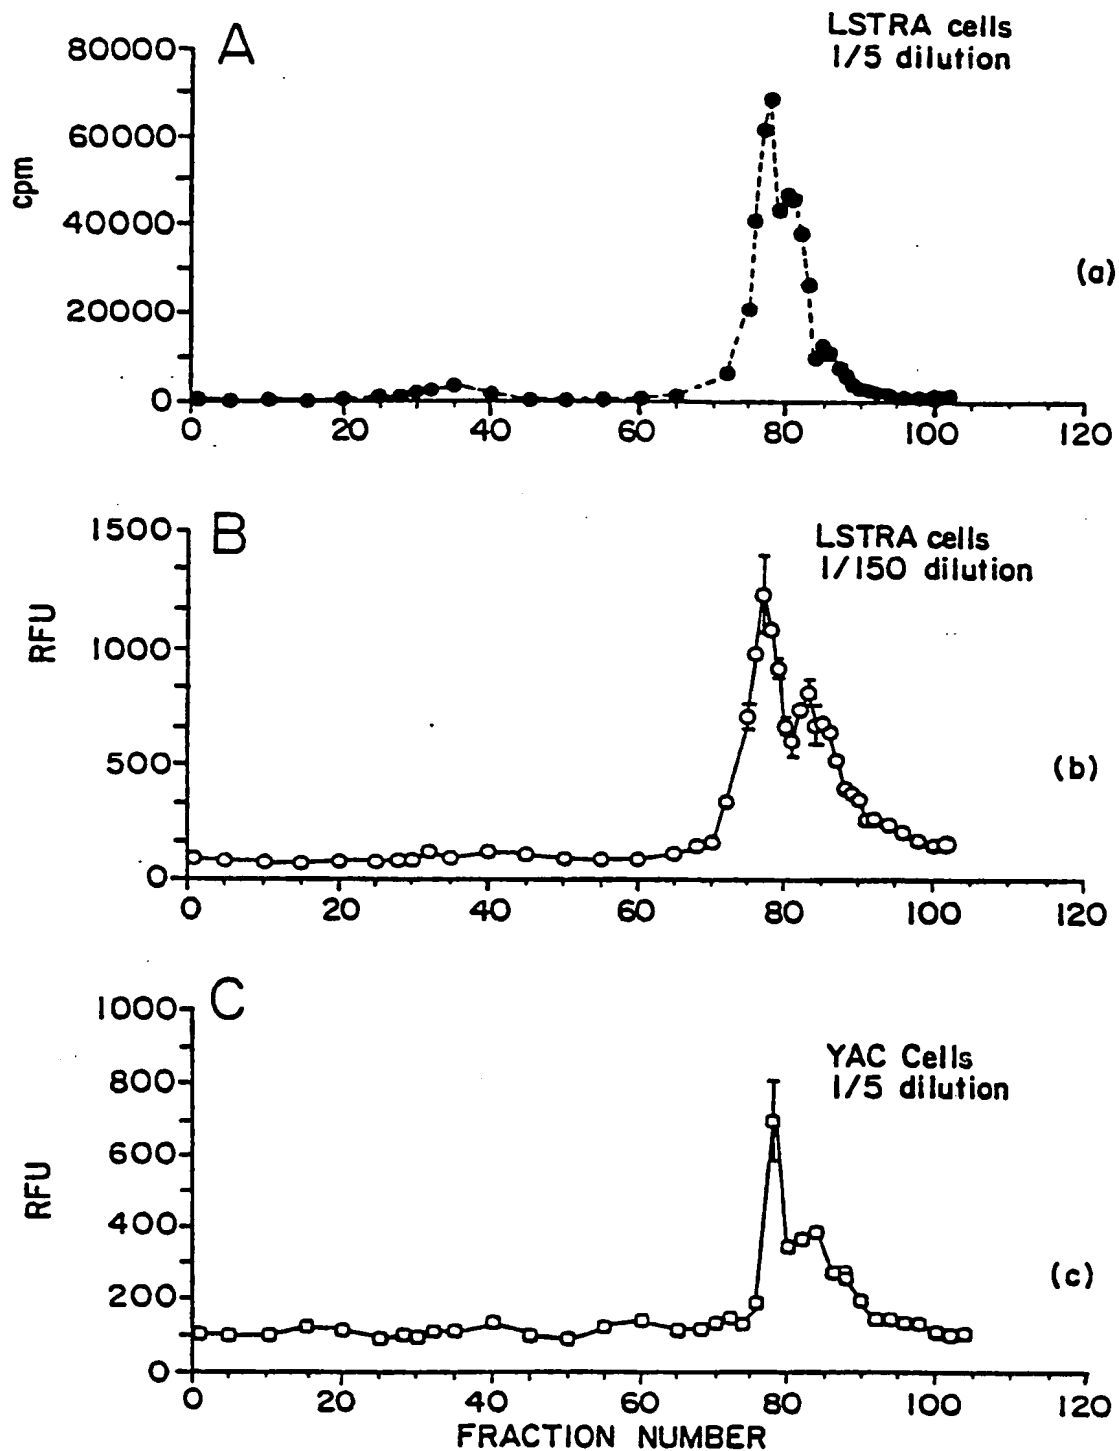 A
LSTRA cells
1/5 dilution
80000
60000
cpm
40000
(a)
20000
0
0 20 40 60 80 100 120
B
LSTRA cells
1/150 dilution
1500
RFU
1000
500
(b)
0
0 20 40 60 80 100 120
C
YAC Cells
1/5 dilution
1000
800
600
RFU
400
(c)
200
0
0 20 40 60 80 100 120
FRACTION NUMBER